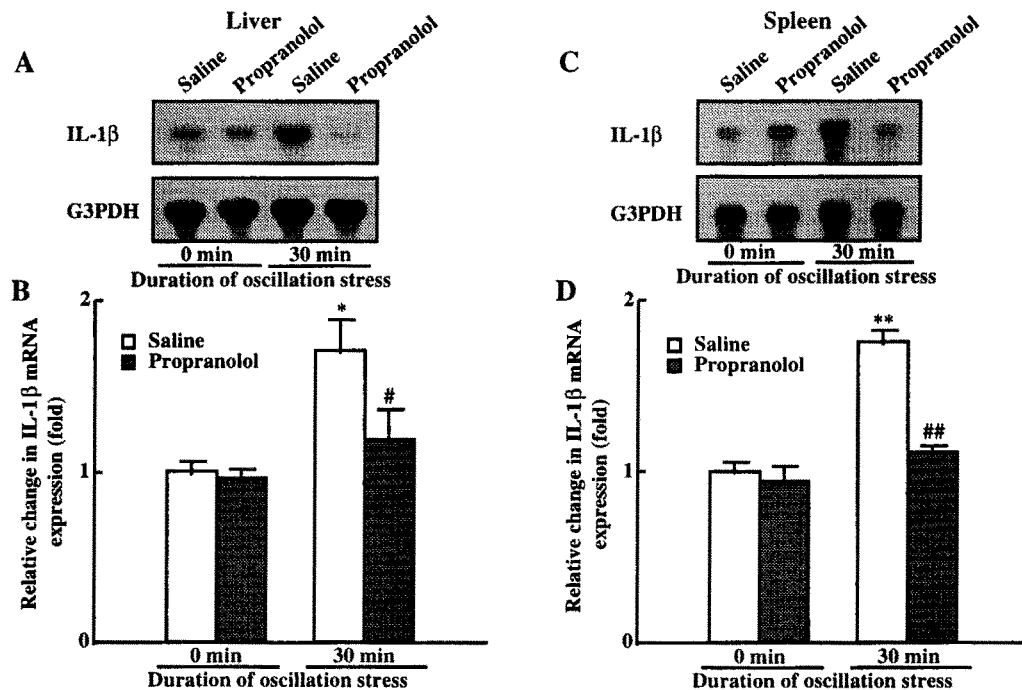 Liver
A
Saline
Propranolol
Saline
Propranolol
IL-1β
G3PDH
0 min
30 min
Duration of oscillation stress
B
Relative change in IL-1β mRNA
expression (fold)
2
1
0
Saline
Propranolol
*
#
0 min
30 min
Duration of oscillation stress
Spleen
C
Saline
Propranolol
Saline
Propranolol
IL-1β
G3PDH
0 min
30 min
Duration of oscillation stress
D
Relative change in IL-1β mRNA
expression (fold)
2
1
0
Saline
Propranolol
**
##
0 min
30 min
Duration of oscillation stress